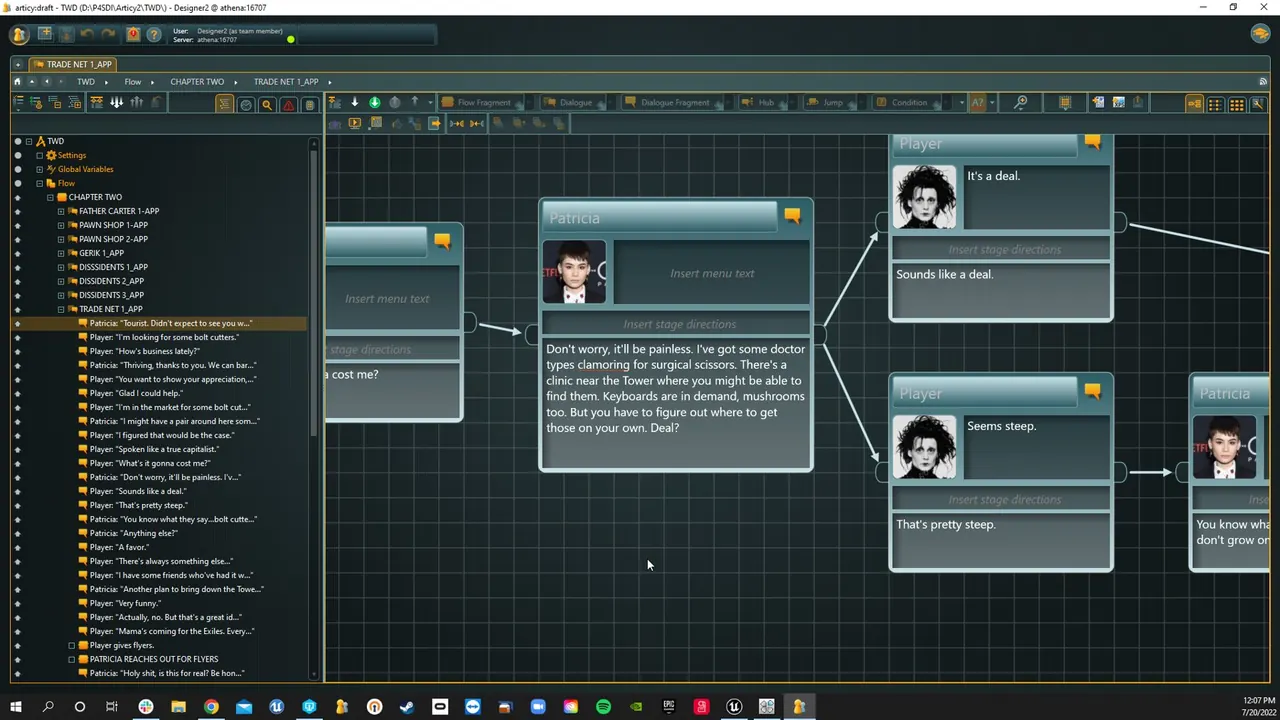 articy:draft - TWD (D:\P4SDI\Articy2\TWD\) - Designer2 @ athena:16707
User: Designer2 (as team member)
Server: athena:16707
TRADE NET 1_APP
TWD Flow CHAPTER TWO TRADE NET 1_APP
Flow Fragment Dialogue Dialogue Fragment Hub Jump Condition A?
TWD
Settings
Global Variables
Flow
CHAPTER TWO
FATHER CARTER 1-APP
PAWN SHOP 1-APP
PAWN SHOP 2-APP
GERIK 1_APP
DISSSIDENTS 1_APP
DISSIDENTS 2_APP
DISSIDENTS 3_APP
TRADE NET 1_APP
Patricia: "Tourist. Didn't expect to see you w..."
Player: "I'm looking for some bolt cutters."
Player: "How's business lately?"
Patricia: "Thriving, thanks to you. We can bar..."
Player: "You want to show your appreciation,..."
Player: "Glad I could help."
Player: "I'm in the market for some bolt cut..."
Patricia: "I might have a pair around here som..."
Player: "I figured that would be the case."
Player: "Spoken like a true capitalist."
Player: "What's it gonna cost me?"
Patricia: "Don't worry, it'll be painless. I'v..."
Player: "Sounds like a deal."
Player: "That's pretty steep."
Patricia: "You know what they say...bolt cutte..."
Patricia: "Anything else?"
Player: "A favor."
Player: "There's always something else..."
Player: "I have some friends who've had it w..."
Patricia: "Another plan to bring down the Towe..."
Player: "Very funny."
Player: "Actually, no. But that's a great id..."
Player: "Mama's coming for the Exiles. Every..."
Player gives flyers.
PATRICIA REACHES OUT FOR FLYERS
Patricia: "Holy shit, is this for real? Be hon..."
Insert menu text
stage directions
a cost me?
Patricia
NETFL
Insert menu text
Insert stage directions
Don't worry, it'll be painless. I've got some doctor
types clamoring for surgical scissors. There's a
clinic near the Tower where you might be able to
find them. Keyboards are in demand, mushrooms
too. But you have to figure out where to get
those on your own. Deal?
Player
It's a deal.
Insert stage directions
Sounds like a deal.
Player
Seems steep.
Insert stage directions
That's pretty steep.
Patricia
NETFL
Inse
You know wha
don't grow on
12:07 PM
7/20/2022